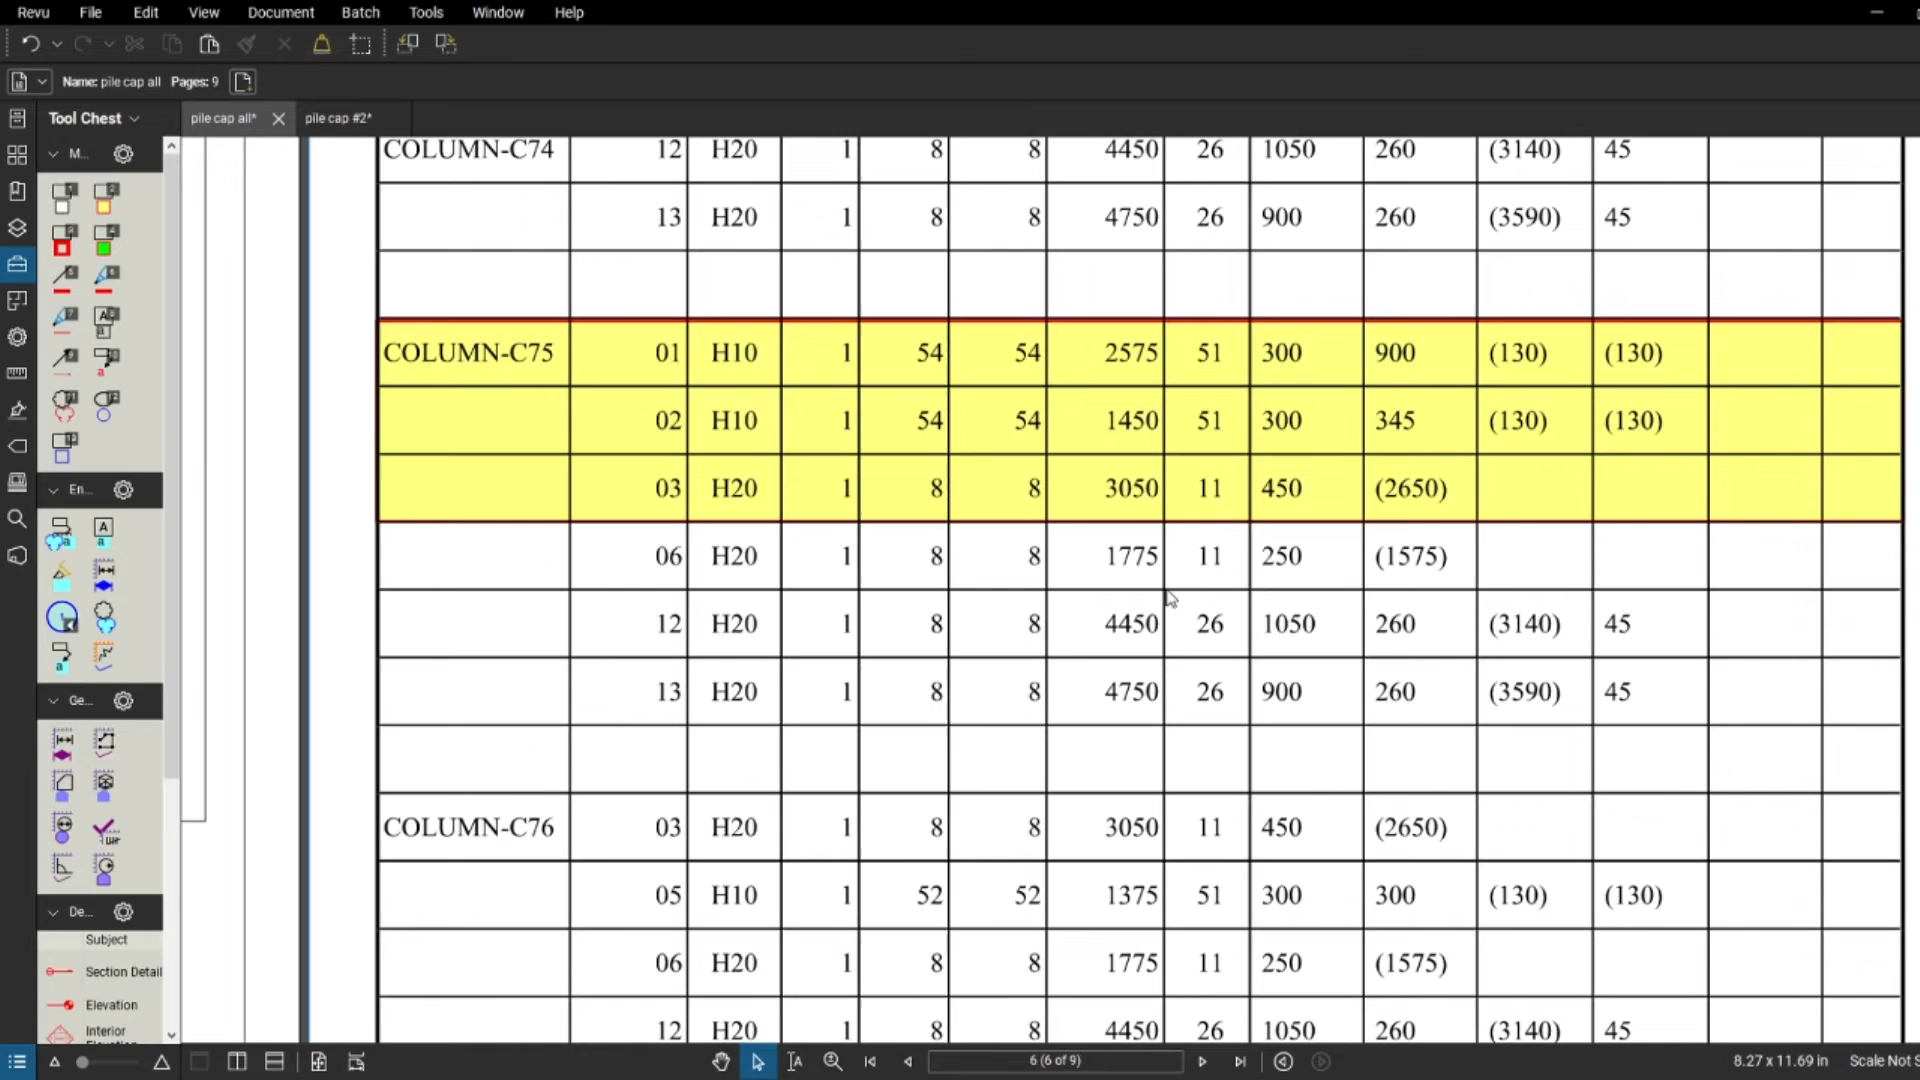 Revu File Edit View Document Batch Tools Window Help
Name: pile cap all Pages: 9
Tool Chest pile cap all* pile cap #2*
M...
COLUMN-C74 12 H20 1 8 8 4450 26 1050 260 (3140) 45
13 H20 1 8 8 4750 26 900 260 (3590) 45
COLUMN-C75 01 H10 1 54 54 2575 51 300 900 (130) (130)
02 H10 1 54 54 1450 51 300 345 (130) (130)
03 H20 1 8 8 3050 11 450 (2650)
En...
06 H20 1 8 8 1775 11 250 (1575)
12 H20 1 8 8 4450 26 1050 260 (3140) 45
13 H20 1 8 8 4750 26 900 260 (3590) 45
Ge...
COLUMN-C76 03 H20 1 8 8 3050 11 450 (2650)
05 H10 1 52 52 1375 51 300 300 (130) (130)
De...
Subject
06 H20 1 8 8 1775 11 250 (1575)
Section Detail
Elevation
12 H20 1 8 8 4450 26 1050 260 (3140) 45
Interior
6 (6 of 9) 8.27 x 11.69 in Scale Not S